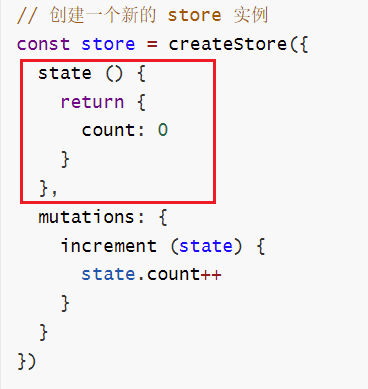 // 创建一个新的 store 实例
const store = createStore({
  state () {
    return {
      count: 0
    }
  },
  mutations: {
    increment (state) {
      state.count++
    }
  }
})